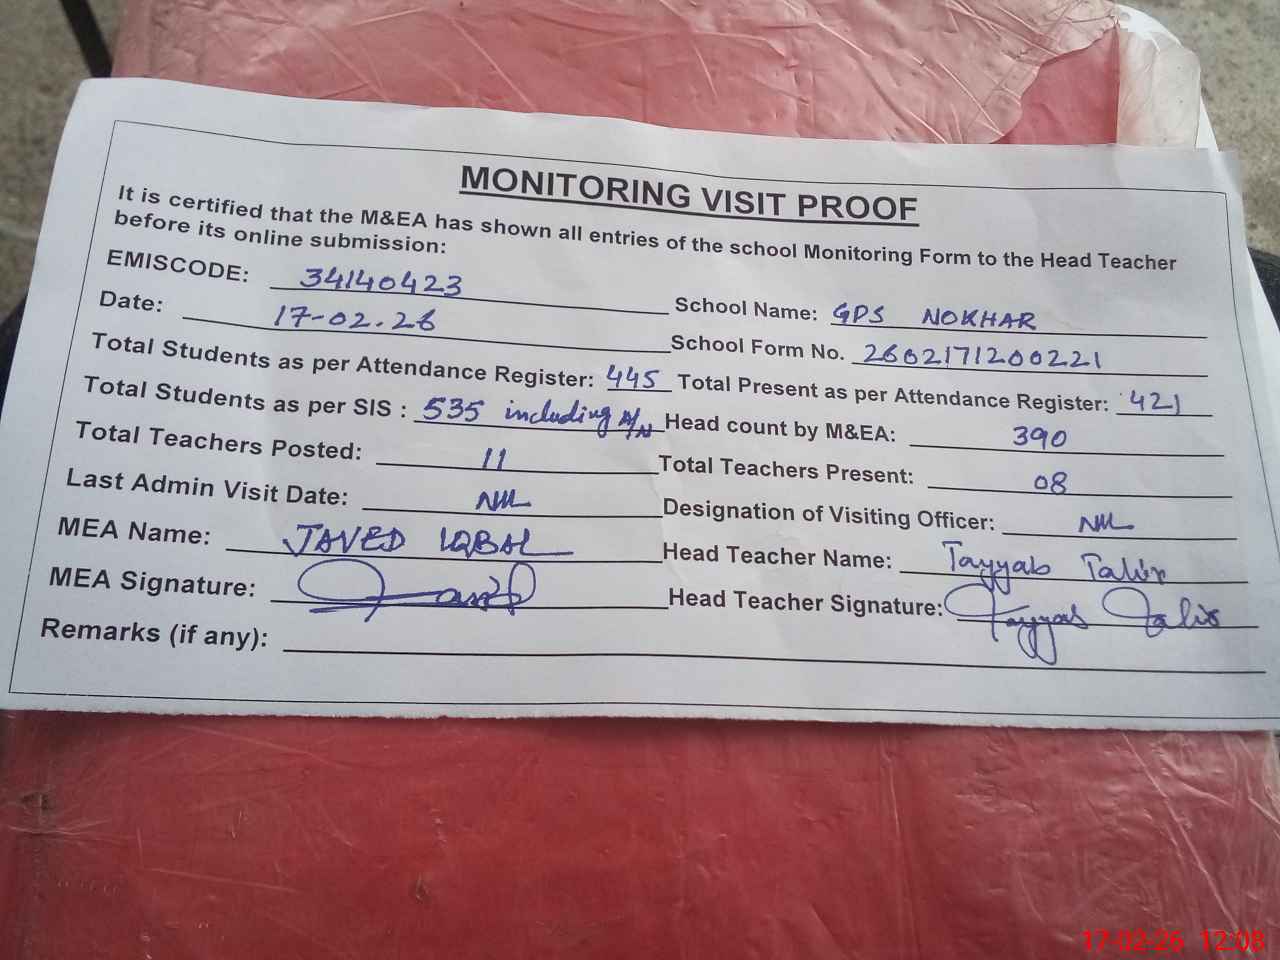 MONITORING VISIT PROOF
It is certified that the M&EA has shown all entries of the school Monitoring Form to the Head Teacher
before its online submission:
EMISCODE: 34140423 School Name: GPS NOKHAR
Date: 17-02-26 School Form No. 2602171200221
Total Students as per Attendance Register: 445 Total Present as per Attendance Register: 421
Total Students as per SIS : 535 including A/N Head count by M&EA: 390
Total Teachers Posted: 11 Total Teachers Present: 08
Last Admin Visit Date: Nil Designation of Visiting Officer: Nil
MEA Name: JAVED IQBAL Head Teacher Name: Tayyab Tahir
MEA Signature: Javed Head Teacher Signature: Tayyab Tahir
Remarks (if any):
17-02-26 12:08